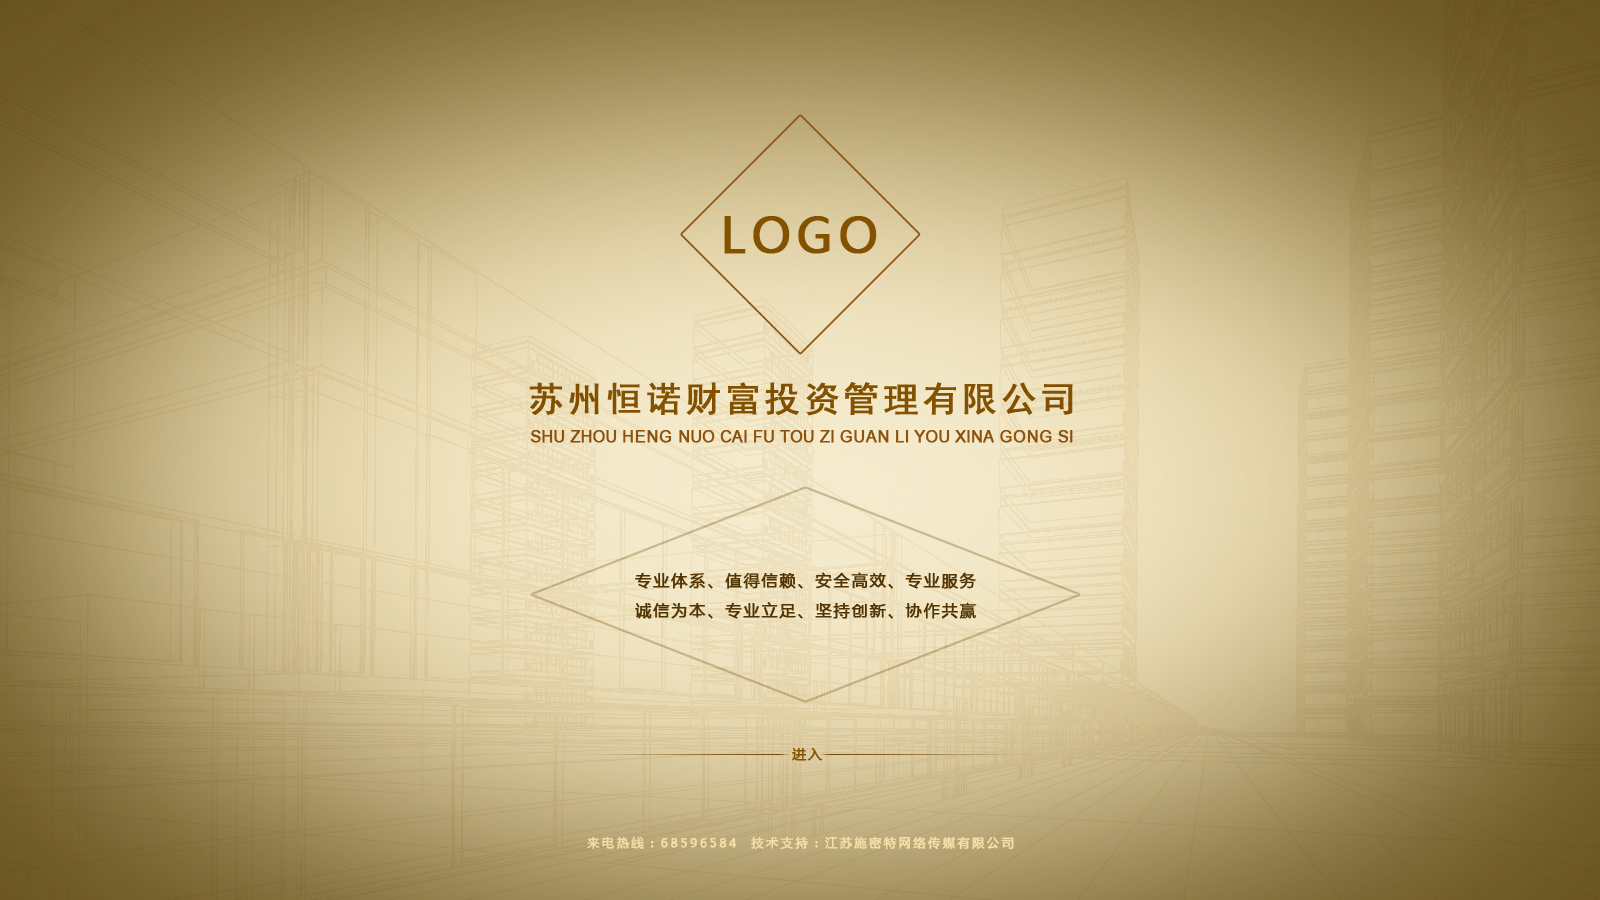 LOGO
苏州恒诺财富投资管理有限公司
SHU ZHOU HENG NUO CAI FU TOU ZI GUAN LI YOU XINA GONG SI
专业体系、值得信赖、安全高效、专业服务
诚信为本、专业立足、坚持创新、协作共赢
进入
来电热线：68596584 技术支持：江苏施密特网络传媒有限公司